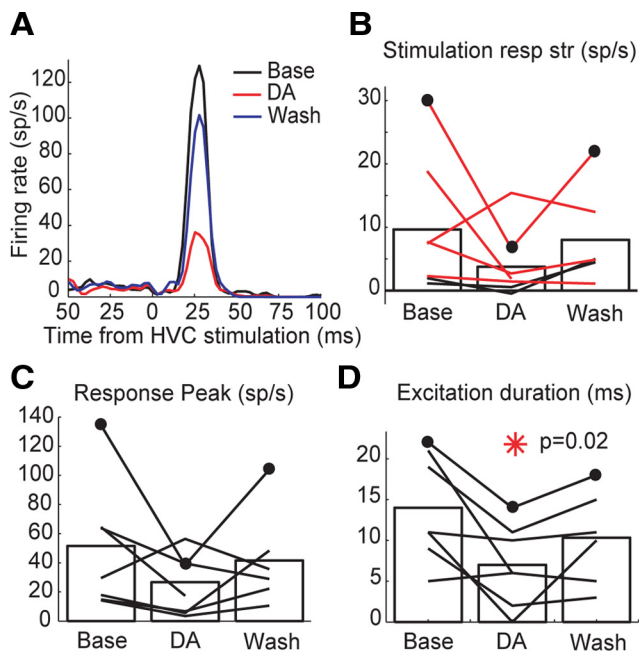 A
Firing rate (sp/s)
120
100
80
60
40
20
0
Base
DA
Wash
50 25 0 25 50 75 100
Time from HVC stimulation (ms)
B
Stimulation resp str (sp/s)
30
20
10
0
Base DA Wash
C
Response Peak (sp/s)
140
120
100
80
60
40
20
0
Base DA Wash
D
Excitation duration (ms)
p=0.02
20
15
10
5
0
Base DA Wash